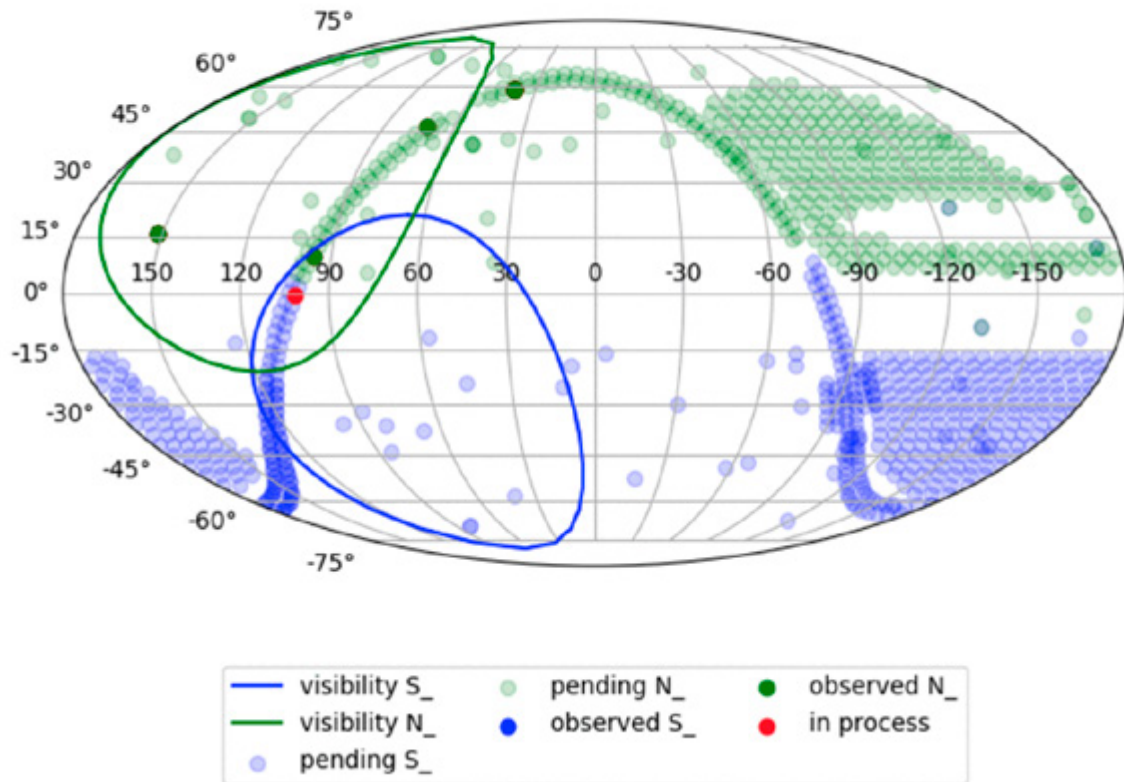 75°
60°
45°
30°
15°
150 120 90 60 30 0 -30 -60 -90 -150
0°
-15°
-30°
-45°
-60°
-75°
visibility S_ pending N_ observed N_
visibility N_ observed S_ in process
pending S_